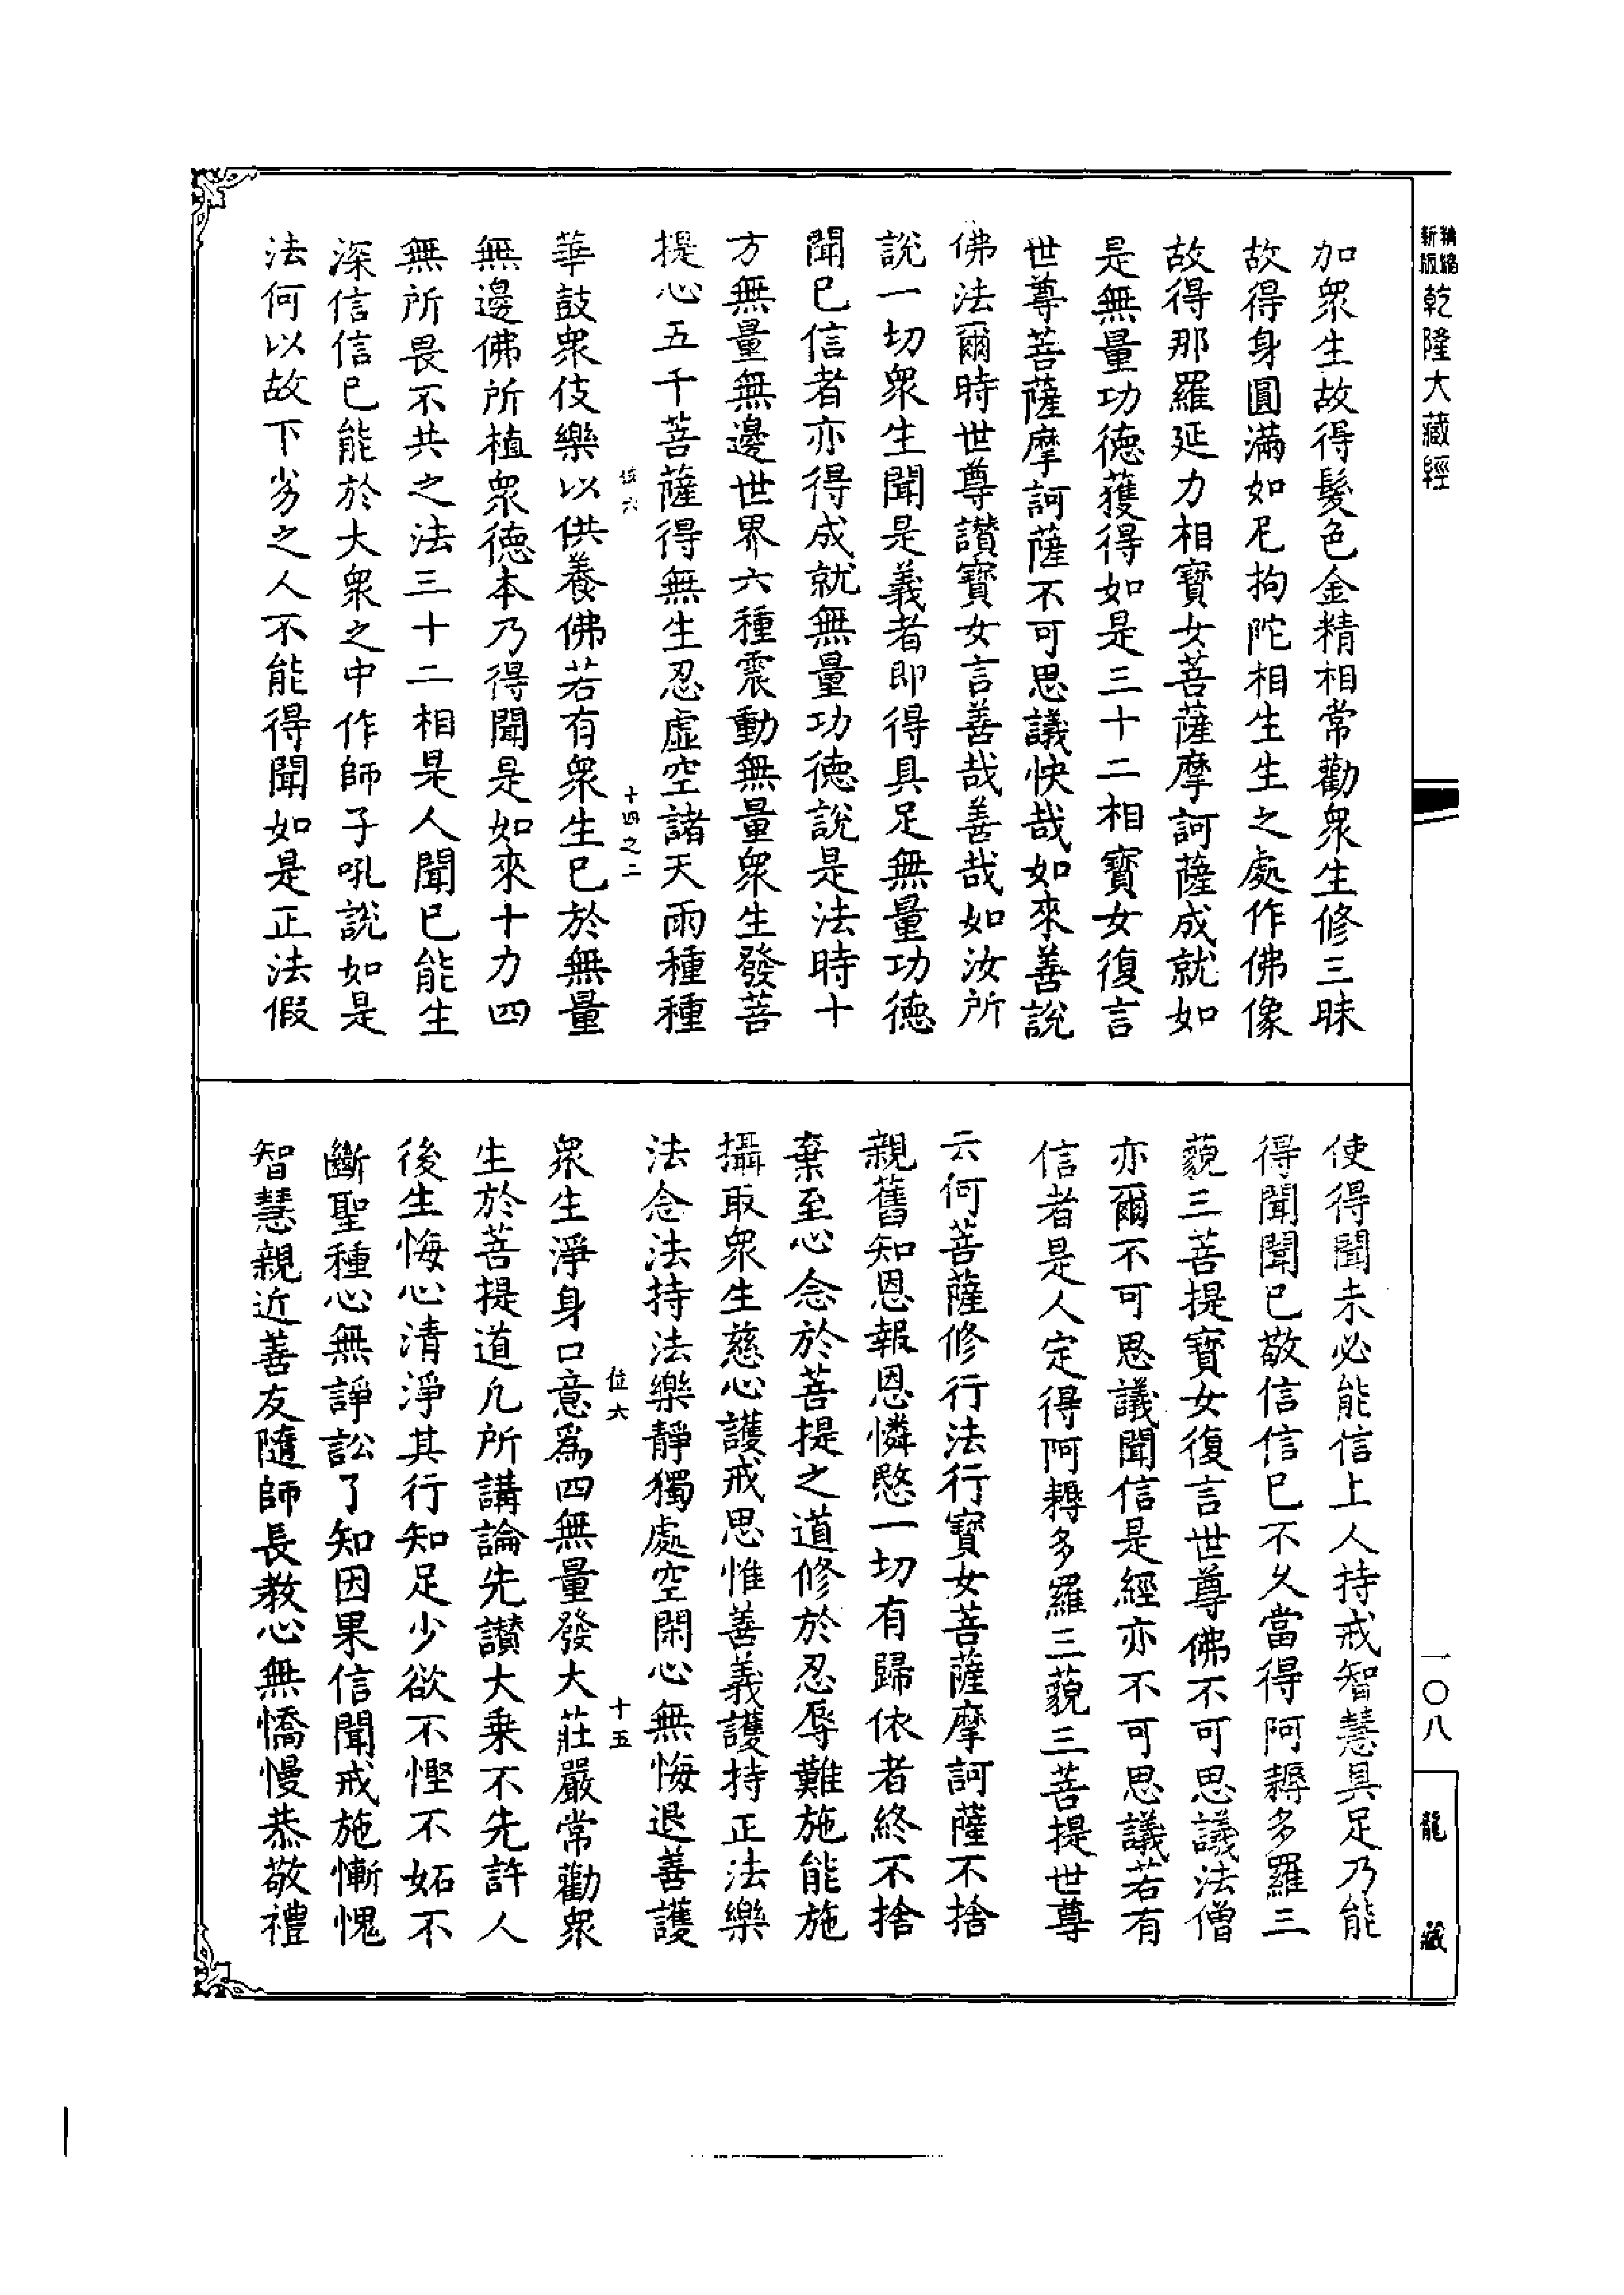 新版精縮乾隆大藏經
加衆生故得髮色金精相常勸衆生修三昧
故得身圓滿如尼拘陀相生生之處作佛像
故得那羅延力相寶女菩薩摩訶薩成就如
是無量功德獲得如是三十二相寶女復言
世尊菩薩摩訶薩不可思議快哉如來善說
佛法爾時世尊讚寶女言善哉善哉如汝所
說一切衆生聞是義者即得具足無量功德
聞已信者亦得成就無量功德說是法時十
方無量無邊世界六種震動無量衆生發菩
提心五千菩薩得無生忍虛空諸天雨種種
位六
十四之二
華鼓衆伎樂以供養佛若有衆生已於無量
無邊佛所植衆德本乃得聞是如來十力四
無所畏不共之法三十二相是人聞已能生
深信信已能於大衆之中作師子吼說如是
法何以故下劣之人不能得聞如是正法假
使得聞未必能信上人持戒智慧具足乃能
得聞聞已敬信信已不久當得阿耨多羅三
藐三菩提寶女復言世尊佛不可思議法僧
亦爾不可思議聞信是經亦不可思議若有
信者是人定得阿耨多羅三藐三菩提世尊
云何菩薩修行法行寶女菩薩摩訶薩不捨
親舊知恩報恩憐愍一切有歸依者終不捨
棄至心念於菩提之道修於忍辱難施能施
攝取衆生慈心護戒思惟善義護持正法樂
法念法持法樂靜獨處空閑心無悔退善護
位六
十五
衆生淨身口意爲四無量發大莊嚴常勸衆
生於菩提道凡所講論先讚大乘不先許人
後生悔心清淨其行知足少欲不慳不妬不
斷聖種心無諍訟了知因果信聞戒施慚愧
智慧親近善友隨師長教心無憍慢恭敬禮
一〇八
龍藏